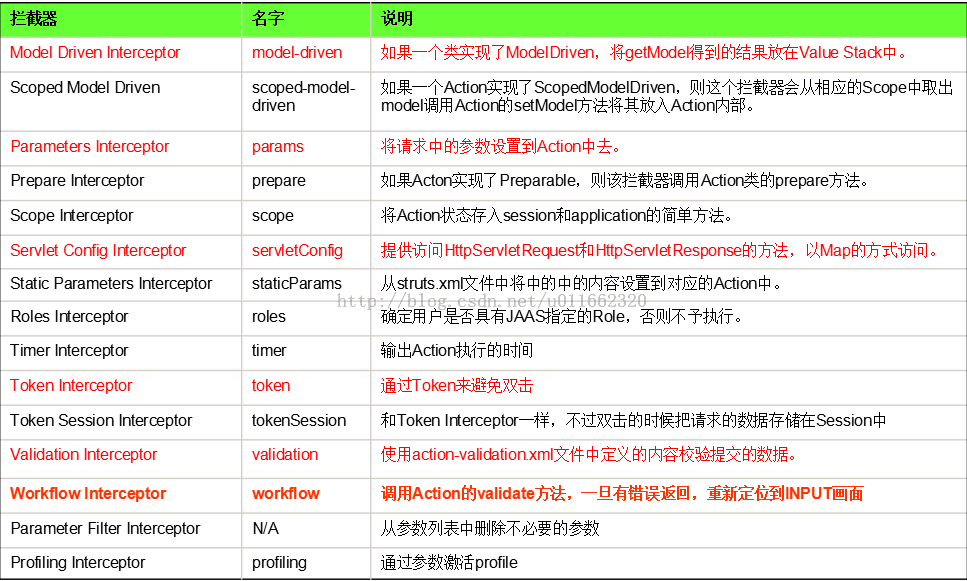 拦截器 名字 说明
Model Driven Interceptor model-driven 如果一个类实现了ModelDriven，将getModel得到的结果放在Value Stack中。
Scoped Model Driven scoped-model-driven 如果一个Action实现了ScopedModelDriven，则这个拦截器会从相应的Scope中取出model调用Action的setModel方法将其放入Action内部。
Parameters Interceptor params 将请求中的参数设置到Action中去。
Prepare Interceptor prepare 如果Acton实现了Preparable，则该拦截器调用Action类的prepare方法。
Scope Interceptor scope 将Action状态存入session和application的简单方法。
Servlet Config Interceptor servletConfig 提供访问HttpServletRequest和HttpServletResponse的方法，以Map的方式访问。
Static Parameters Interceptor staticParams 从struts.xml文件中将中的中的内容设置到对应的Action中。
http://blog.csdn.net/u011662320
Roles Interceptor roles 确定用户是否具有JAAS指定的Role，否则不予执行。
Timer Interceptor timer 输出Action执行的时间
Token Interceptor token 通过Token来避免双击
Token Session Interceptor tokenSession 和Token Interceptor一样，不过双击的时候把请求的数据存储在Session中
Validation Interceptor validation 使用action-validation.xml文件中定义的内容校验提交的数据。
Workflow Interceptor workflow 调用Action的validate方法，一旦有错误返回，重新定位到INPUT画面
Parameter Filter Interceptor N/A 从参数列表中删除不必要的参数
Profiling Interceptor profiling 通过参数激活profile